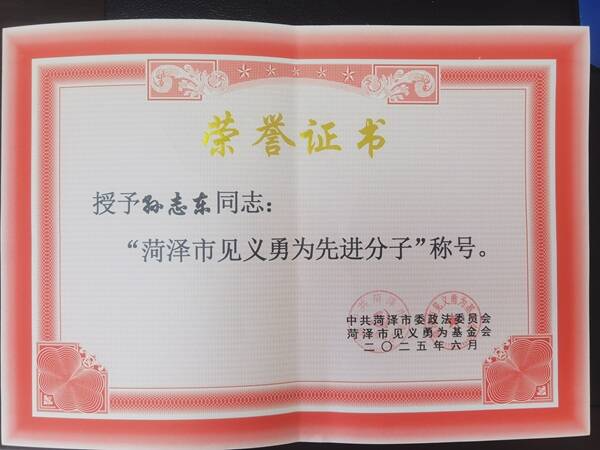 荣誉证书
授予孙志东同志：
“菏泽市见义勇为先进分子”称号。
中共菏泽市委政法委员会
菏泽市见义勇为基金会
二〇二五年六月